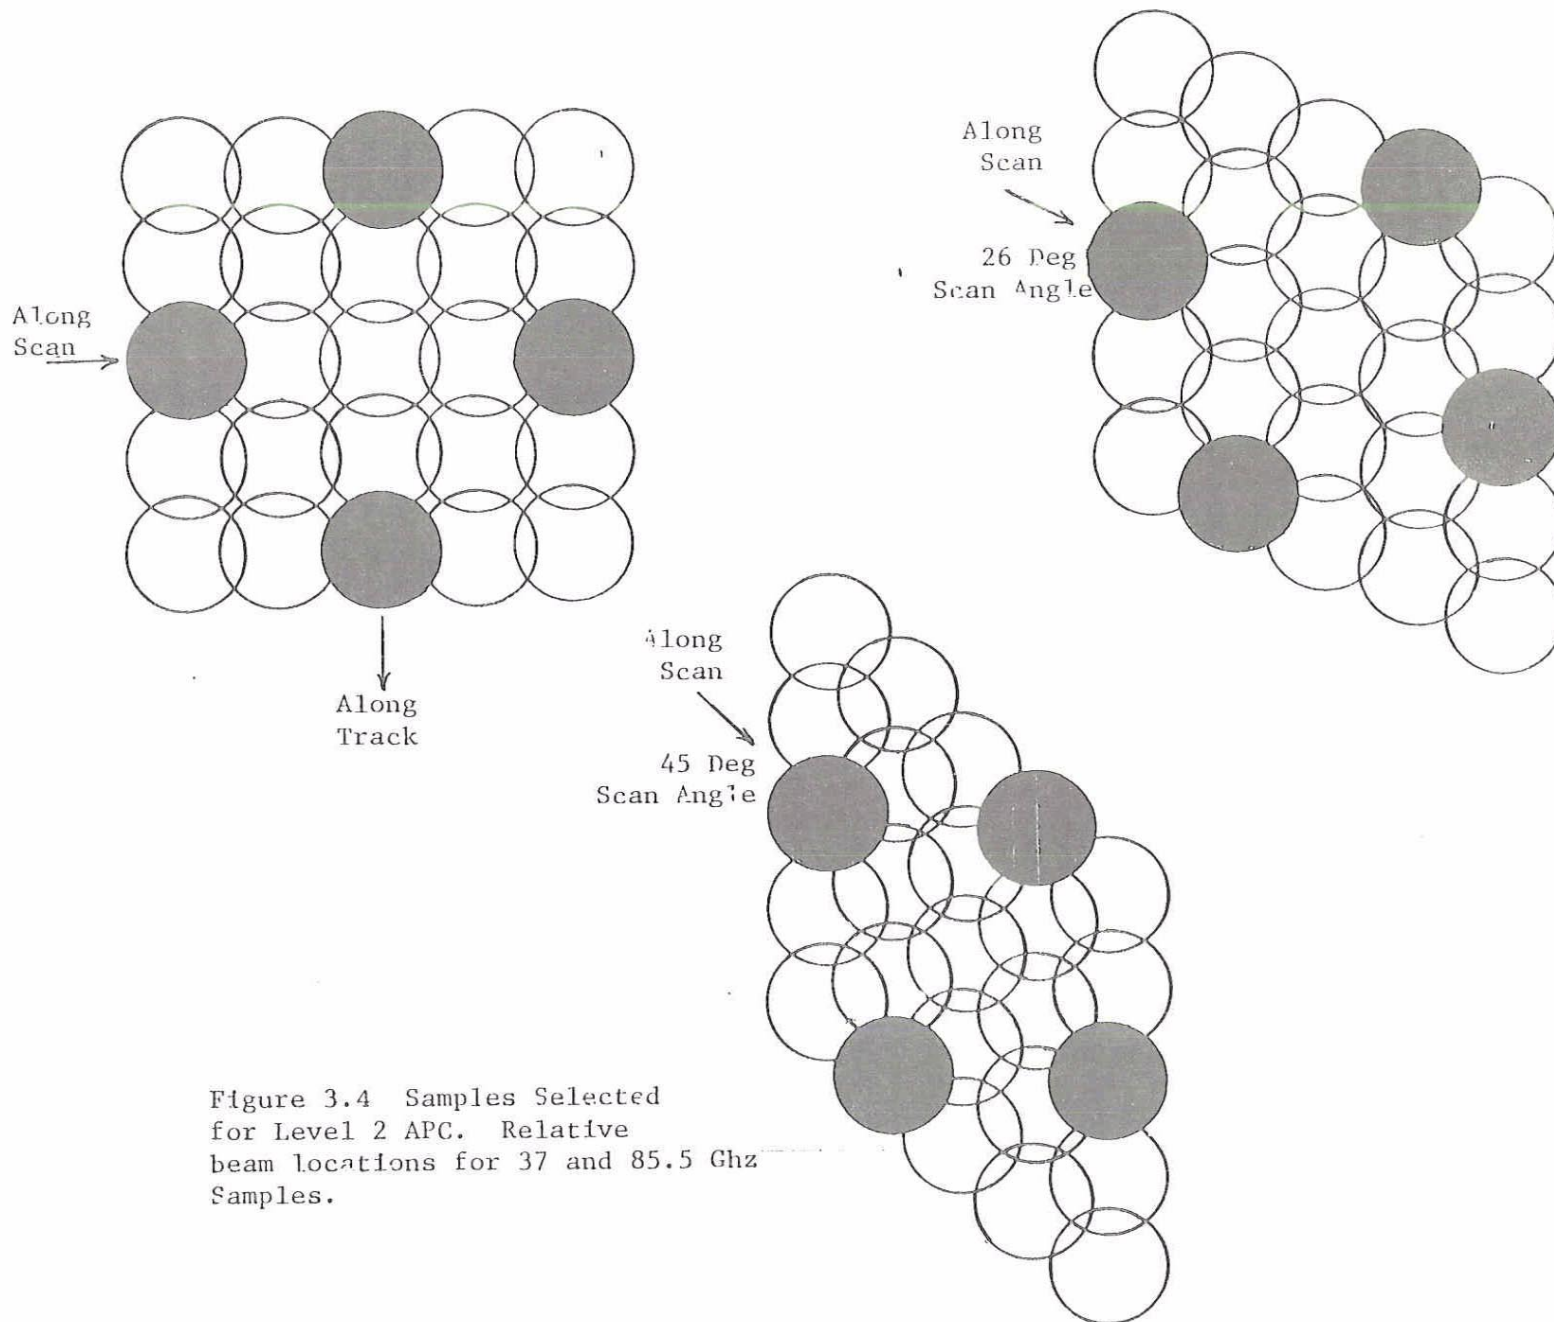 Along
Scan
Along
Track
Along
Scan
26 Deg
Scan Angle
Along
Scan
45 Deg
Scan Angle
Figure 3.4 Samples Selected
for Level 2 APC. Relative
beam locations for 37 and 85.5 Ghz
Samples.